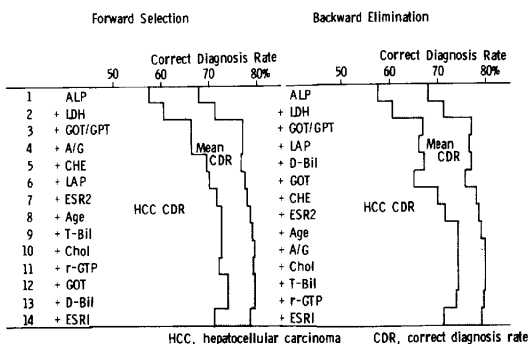 Forward Selection
Correct Diagnosis Rate
50 60 70 80%
1 ALP
2 + LDH
3 + GOT/GPT
4 + A/G
5 + CHE
6 + LAP
7 + ESR2
8 + Age
9 + T-Bil
10 + Chol
11 + r-GTP
12 + GOT
13 + D-Bil
14 + ESRI
Mean
CDR
HCC CDR
Backward Elimination
Correct Diagnosis Rate
50 60 70 80%
ALP
+ LDH
+ GOT/GPT
+ LAP
+ D-Bil
+ GOT
+ CHE
+ ESR2
+ Age
+ A/G
+ Chol
+ T-Bil
+ r-GTP
+ ESRI
Mean
CDR
HCC CDR
HCC, hepatocellular carcinoma CDR, correct diagnosis rate